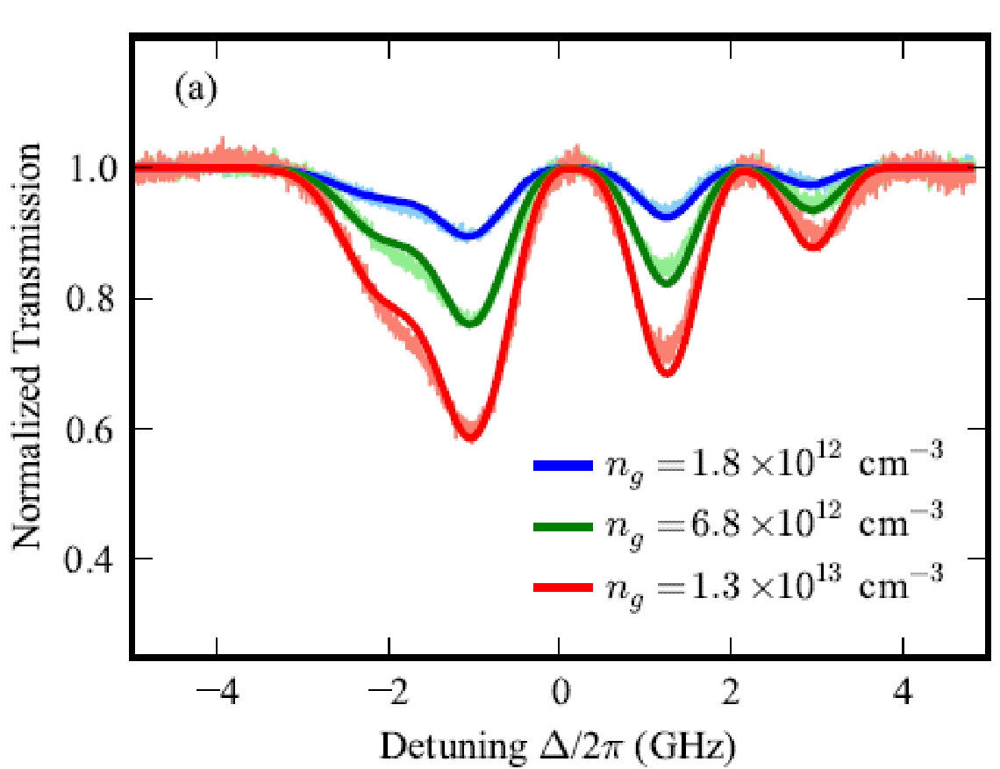 (a)
Normalized Transmission
1.0
0.8
0.6
0.4
n_g = 1.8 ×10^12 cm^−3
n_g = 6.8 ×10^12 cm^−3
n_g = 1.3 ×10^13 cm^−3
−4 −2 0 2 4
Detuning Δ/2π (GHz)